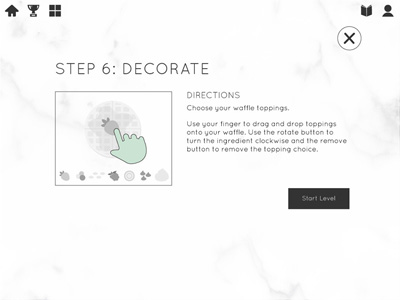 STEP 6: DECORATE
DIRECTIONS
Choose your waffle toppings.
Use your finger to drag and drop toppings
onto your waffle. Use the rotate button to
turn the ingredient clockwise and the remove
button to remove the topping choice.
Start Level